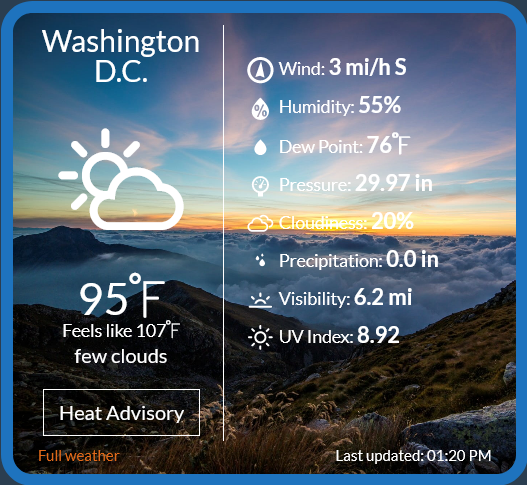 Washington
D.C.
95°F
Feels like 107°F
few clouds
Heat Advisory
Full weather
Wind: 3 mi/h S
Humidity: 55%
Dew Point: 76°F
Pressure: 29.97 in
Cloudiness: 20%
Precipitation: 0.0 in
Visibility: 6.2 mi
UV Index: 8.92
Last updated: 01:20 PM